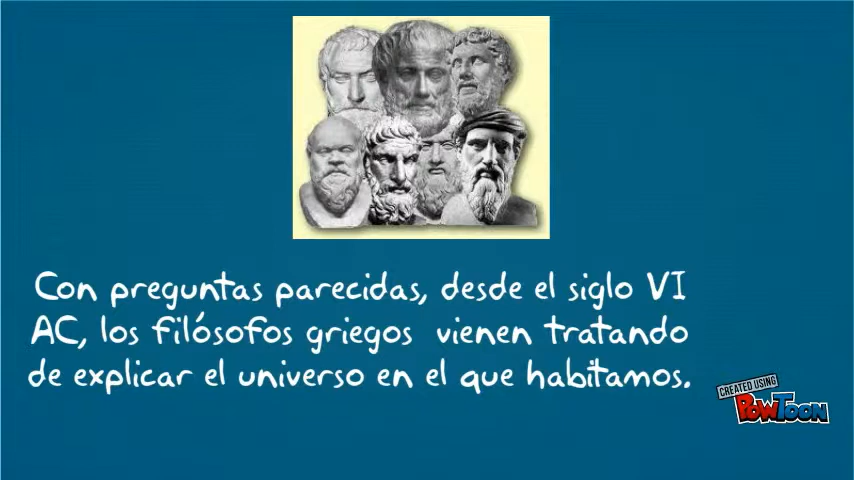 Con preguntas parecidas, desde el siglo VI
AC, los filósofos griegos vienen tratando
de explicar el universo en el que habitamos.
CREATED USING
POWTOON